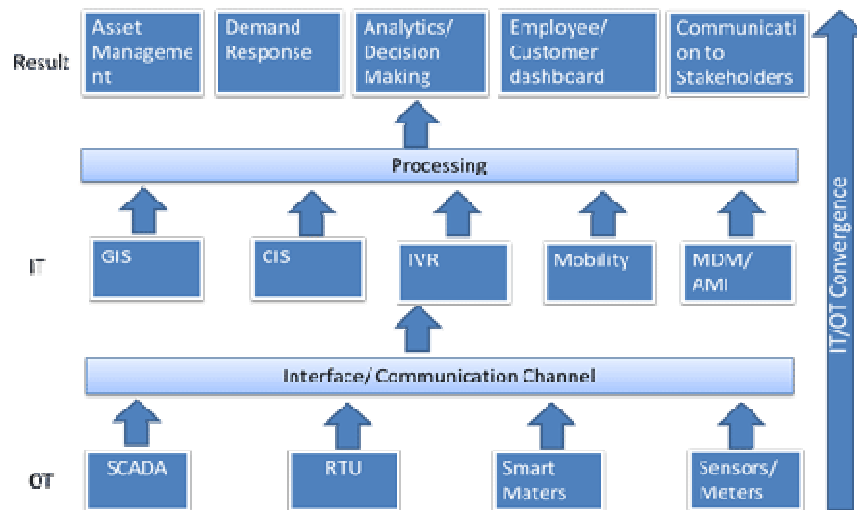 Result
Asset
Manageme
nt
Demand
Response
Analytics/
Decision
Making
Employee/
Customer
dashboard
Communicati
on to
Stakeholders
Processing
IT
GIS
CIS
IVR
Mobility
MDM/
AMI
Interface/ Communication Channel
OT
SCADA
RTU
Smart
Maters
Sensors/
Meters
IT/OT Convergence